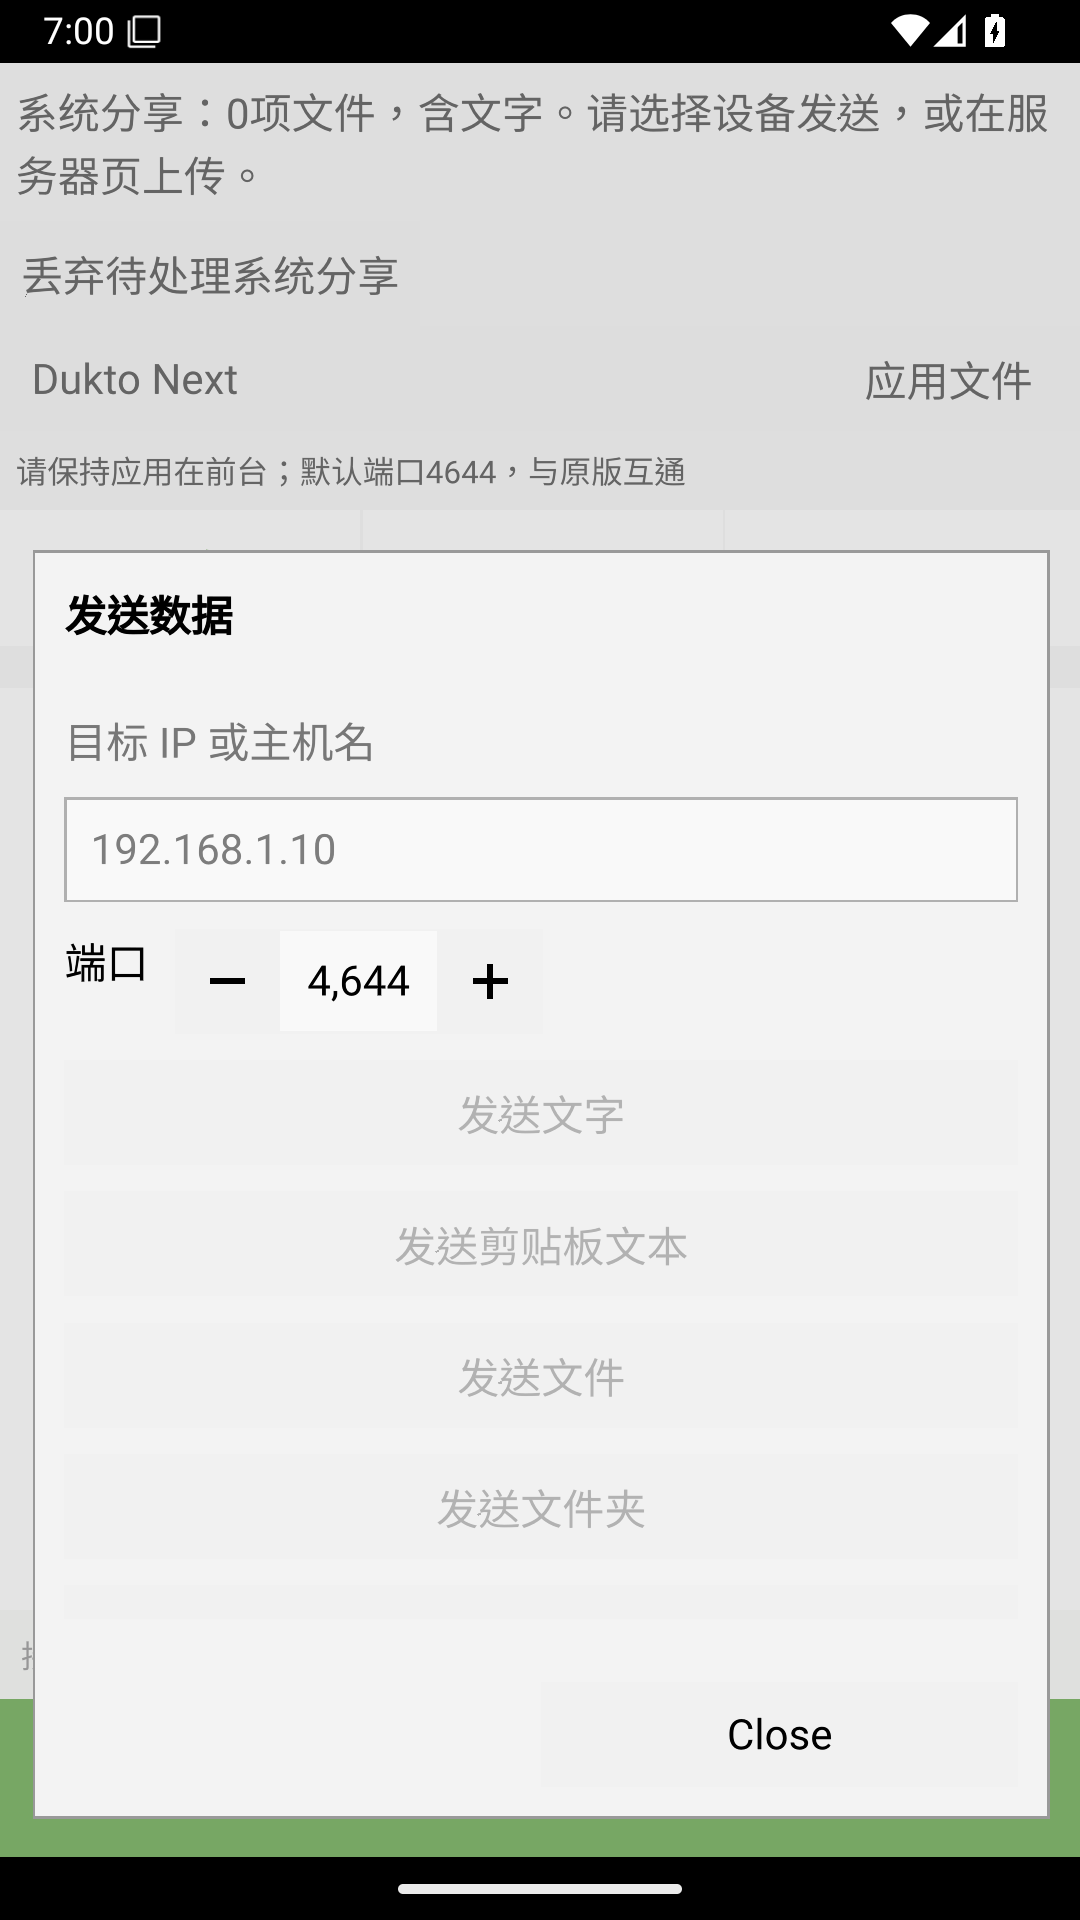 7:00
系统分享：0项文件，含文字。请选择设备发送，或在服
务器页上传。
丢弃待处理系统分享
Dukto Next
应用文件
请保持应用在前台；默认端口4644，与原版互通
发送数据
目标 IP 或主机名
192.168.1.10
端口
4,644
发送文字
发送剪贴板文本
发送文件
发送文件夹
Close